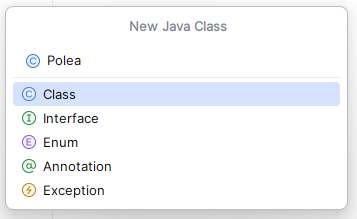 New Java Class
C Polea
C Class
I Interface
E Enum
@ Annotation
Exception